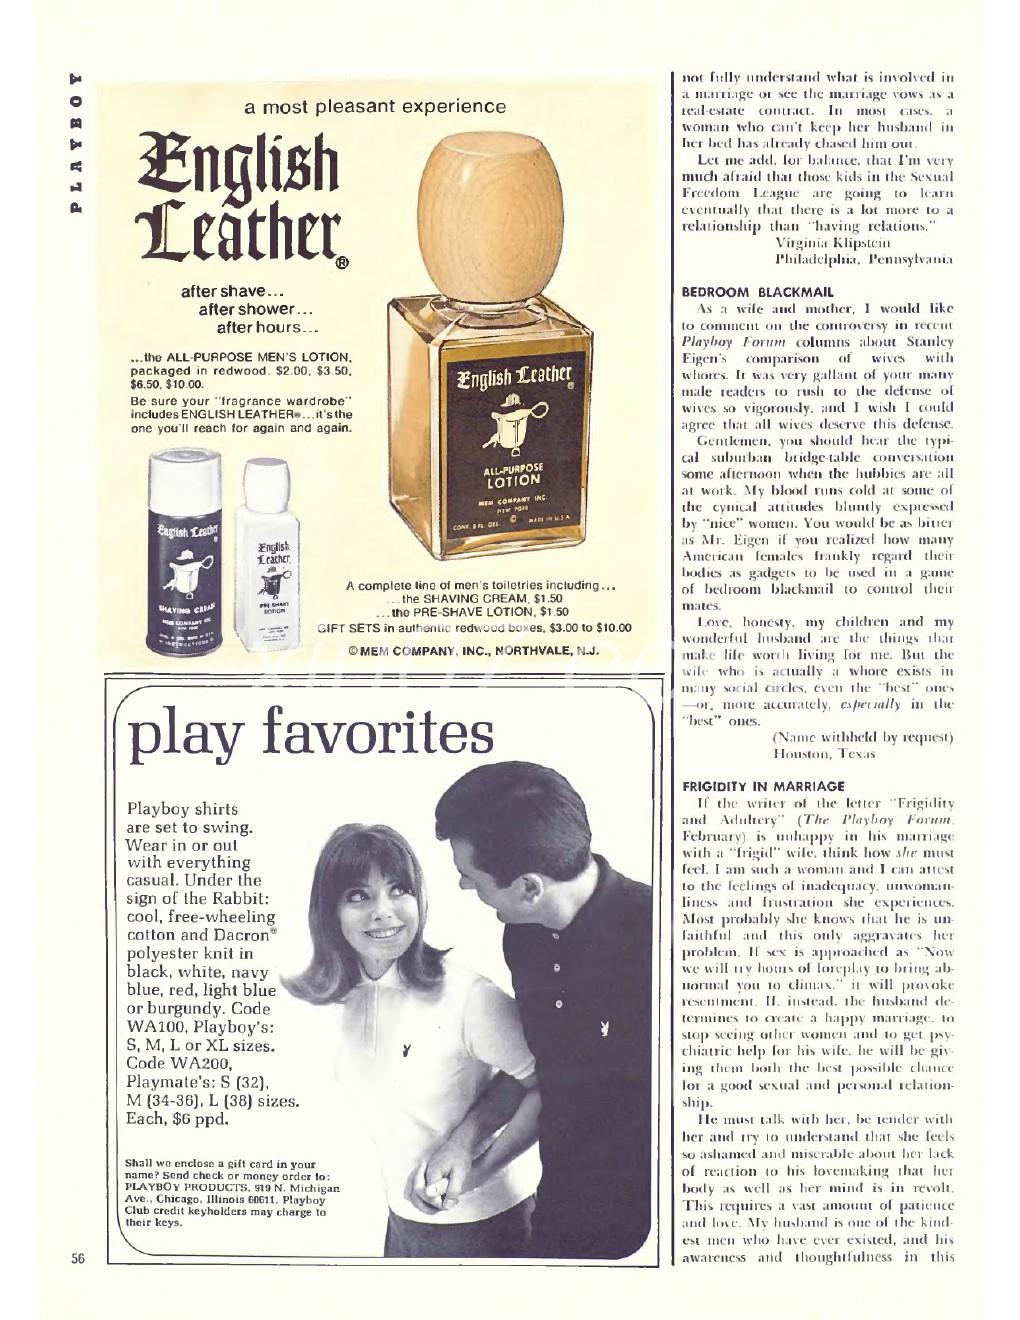 PLAYBOY
a most pleasant experience
English
Leather®
after shave...
after shower...
after hours...
...the ALL-PURPOSE MEN'S LOTION,
packaged in redwood. $2.00, $3.50,
$6.50, $10.00.
Be sure your "fragrance wardrobe"
includes ENGLISH LEATHER®...it's the
one you'll reach for again and again.
English Leather®
ALL-PURPOSE
LOTION
MEM COMPANY INC.
NEW YORK
CONT. 8 FL. OZS. © MADE IN U.S.A.
English Leather®
SHAVING CREAM
MEM COMPANY INC.
NEW YORK
English
Leather®
PRE-SHAVE
LOTION
A complete line of men's toiletries including...
...the SHAVING CREAM, $1.50
...the PRE-SHAVE LOTION, $1.50
GIFT SETS in authentic redwood boxes, $3.00 to $10.00
© MEM COMPANY, INC., NORTHVALE, N.J.
play favorites
Playboy shirts
are set to swing.
Wear in or out
with everything
casual. Under the
sign of the Rabbit:
cool, free-wheeling
cotton and Dacron®
polyester knit in
black, white, navy
blue, red, light blue
or burgundy. Code
WA100, Playboy's:
S, M, L or XL sizes.
Code WA200,
Playmate's: S (32),
M (34-36), L (38) sizes.
Each, $6 ppd.
Shall we enclose a gift card in your
name? Send check or money order to:
PLAYBOY PRODUCTS, 919 N. Michigan
Ave., Chicago, Illinois 60611. Playboy
Club credit keyholders may charge to
their keys.
56
not fully understand what is involved in
a marriage or see the marriage vows as a
real-estate contract. In most cases, a
woman who can't keep her husband in
her bed has already chased him out.
Let me add, for balance, that I'm very
much afraid that those kids in the Sexual
Freedom League are going to learn
eventually that there is a lot more to a
relationship than "having relations."
Virginia Klipstein
Philadelphia, Pennsylvania
BEDROOM BLACKMAIL
As a wife and mother, I would like
to comment on the controversy in recent
Playboy Forum columns about Stanley
Eigen's comparison of wives with
whores. It was very gallant of your many
male readers to rush to the defense of
wives so vigorously, and I wish I could
agree that all wives deserve this defense.
Gentlemen, you should hear the typi-
cal suburban bridge-table conversation
some afternoon when the hubbies are all
at work. My blood runs cold at some of
the cynical attitudes bluntly expressed
by "nice" women. You would be as bitter
as Mr. Eigen if you realized how many
American females frankly regard their
bodies as gadgets to be used in a game
of bedroom blackmail to control their
mates.
Love, honesty, my children and my
wonderful husband are the things that
make life worth living for me. But the
wife who is actually a whore exists in
many social circles, even the "best" ones
—or, more accurately, especially in the
"best" ones.
(Name withheld by request)
Houston, Texas
FRIGIDITY IN MARRIAGE
If the writer of the letter "Frigidity
and Adultery" (The Playboy Forum,
February) is unhappy in his marriage
with a "frigid" wife, think how she must
feel. I am such a woman and I can attest
to the feelings of inadequacy, unwoman-
liness and frustration she experiences.
Most probably she knows that he is un-
faithful and this only aggravates her
problem. If sex is approached as "Now
we will try hours of foreplay to bring ab-
normal you to climax," it will provoke
resentment. If, instead, the husband de-
termines to create a happy marriage, to
stop seeing other women and to get psy-
chiatric help for his wife, he will be giv-
ing them both the best possible chance
for a good sexual and personal relation-
ship.
He must talk with her, be tender with
her and try to understand that she feels
so ashamed and miserable about her lack
of reaction to his lovemaking that her
body as well as her mind is in revolt.
This requires a vast amount of patience
and love. My husband is one of the kind-
est men who have ever existed, and his
awareness and thoughtfulness in this